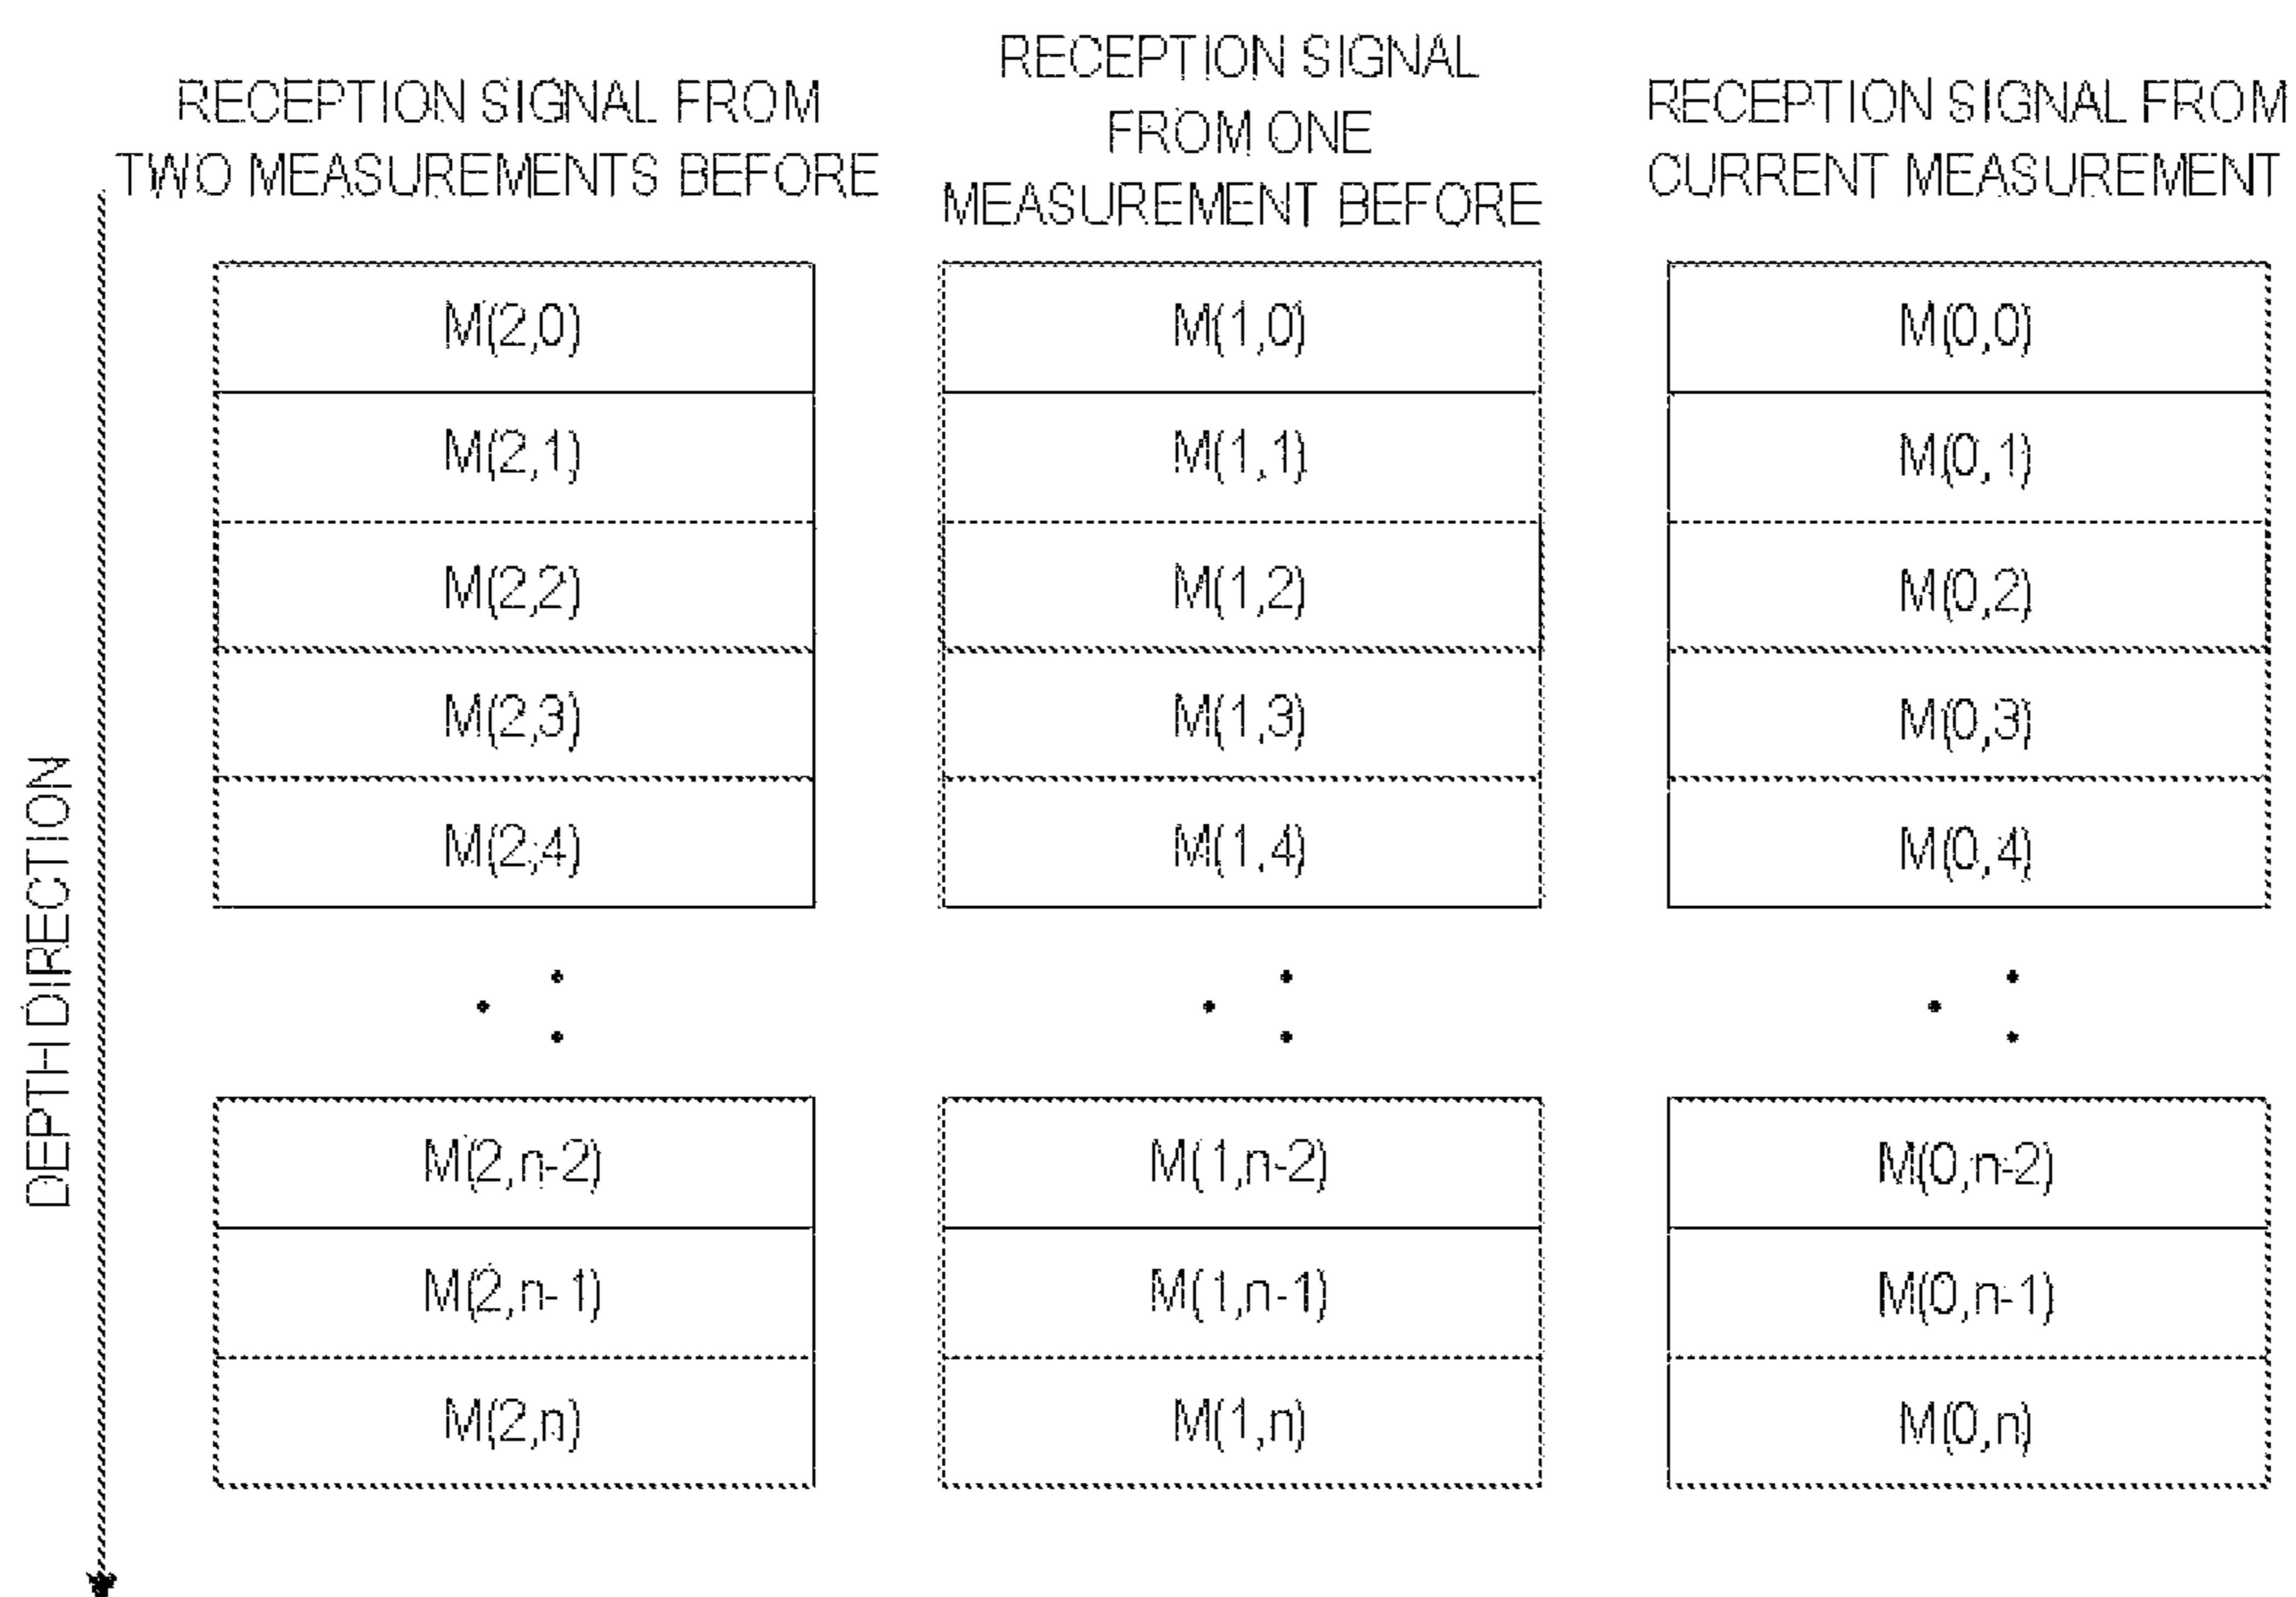 RECEPTION SIGNAL FROM
TWO MEASUREMENTS BEFORE
RECEPTION SIGNAL
FROM ONE
MEASUREMENT BEFORE
RECEPTION SIGNAL FROM
CURRENT MEASUREMENT
DEPTH DIRECTION
M(2,0)
M(2,1)
M(2,2)
M(2,3)
M(2,4)
M(2,n-2)
M(2,n-1)
M(2,n)
M(1,0)
M(1,1)
M(1,2)
M(1,3)
M(1,4)
M(1,n-2)
M(1,n-1)
M(1,n)
M(0,0)
M(0,1)
M(0,2)
M(0,3)
M(0,4)
M(0,n-2)
M(0,n-1)
M(0,n)